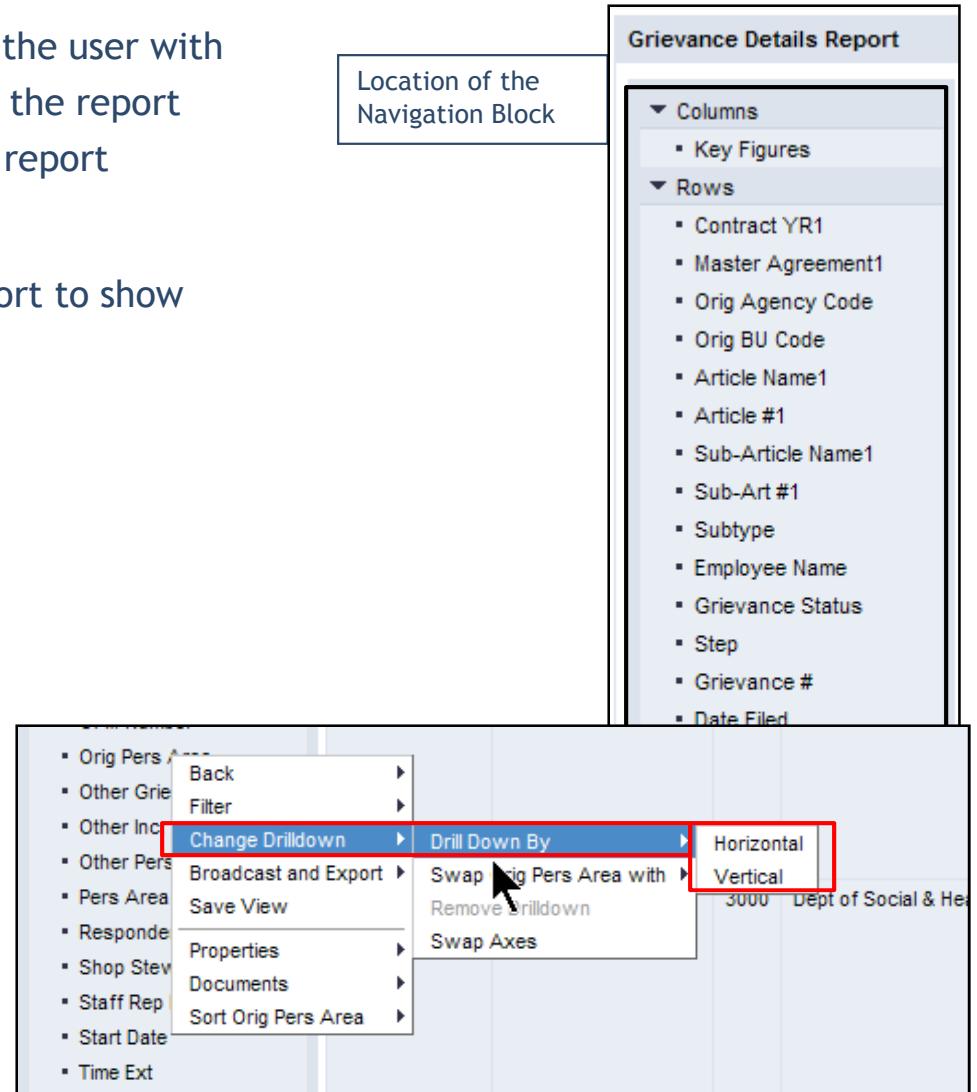 the user with
the report
report
ort to show
Location of the
Navigation Block
Grievance Details Report
Columns
Key Figures
Rows
Contract YR1
Master Agreement1
Orig Agency Code
Orig BU Code
Article Name1
Article #1
Sub-Article Name1
Sub-Art #1
Subtype
Employee Name
Grievance Status
Step
Grievance #
Date Filed
Orig Pers
Other Grie
Other Inc
Other Pers
Pers Area
Responde
Shop Stew
Staff Rep
Start Date
Time Ext
Back
Filter
Change Drilldown
Broadcast and Export
Save View
Properties
Documents
Sort Orig Pers Area
Drill Down By
Swap Orig Pers Area with
Remove Drilldown
Swap Axes
Horizontal
Vertical
3000 Dept of Social & Hea